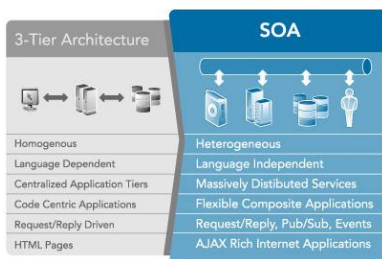 3-Tier Architecture
SOA
Homogenous
Heterogeneous
Language Dependent
Language Independent
Centralized Application Tiers
Massively Distibuted Services
Code Centric Applications
Flexible Composite Applications
Request/Reply Driven
Request/Reply, Pub/Sub, Events
HTML Pages
AJAX Rich Internet Applications